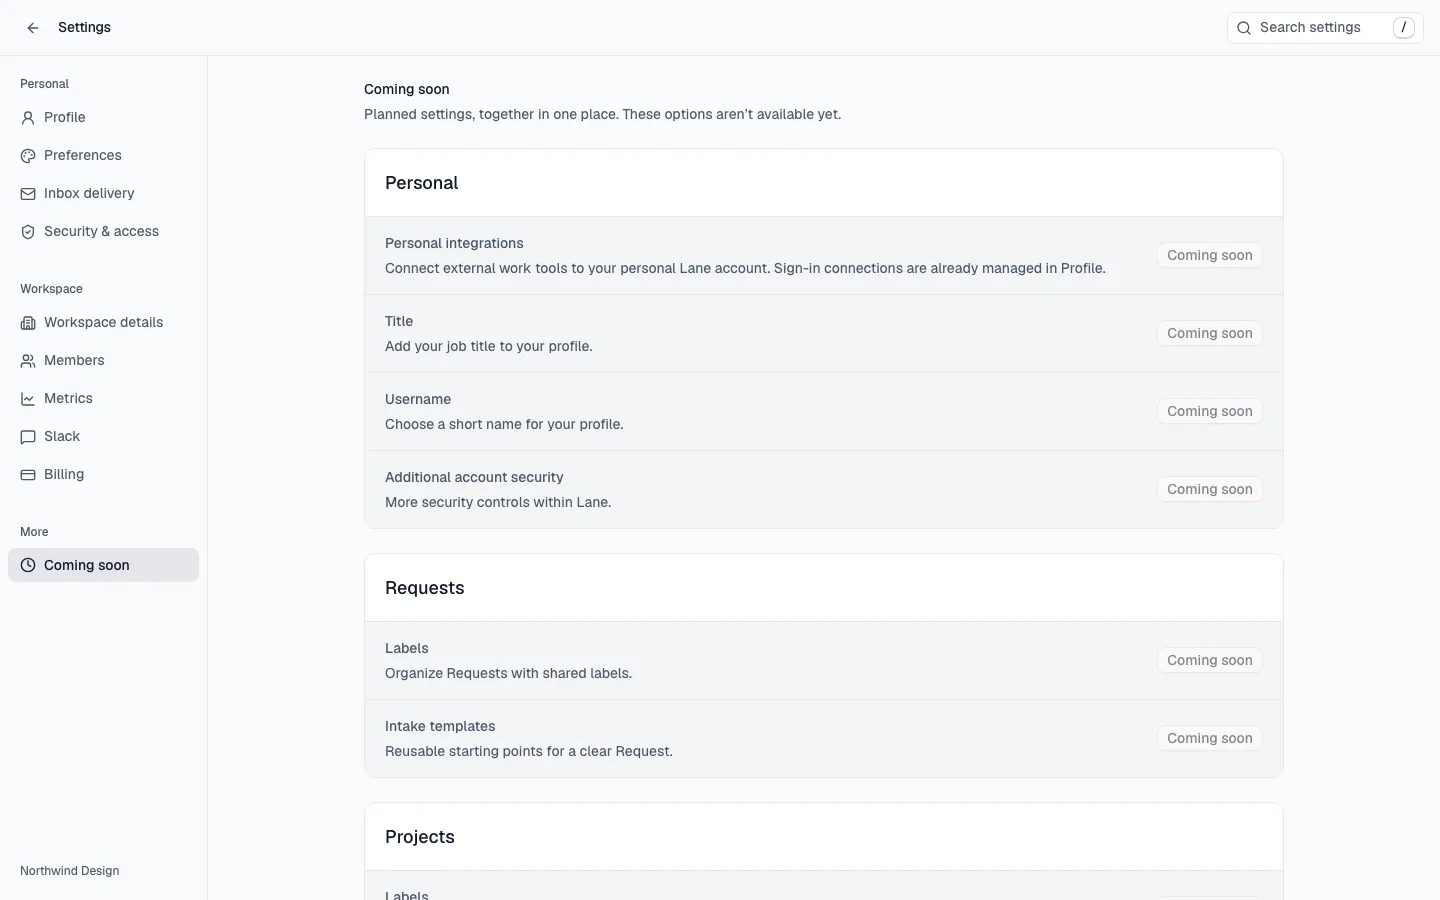 Settings
Search settings
/
Personal
Profile
Preferences
Inbox delivery
Security & access
Workspace
Workspace details
Members
Metrics
Slack
Billing
More
Coming soon
Northwind Design
Coming soon
Planned settings, together in one place. These options aren't available yet.
Personal
Personal integrations
Connect external work tools to your personal Lane account. Sign-in connections are already managed in Profile.
Coming soon
Title
Add your job title to your profile.
Coming soon
Username
Choose a short name for your profile.
Coming soon
Additional account security
More security controls within Lane.
Coming soon
Requests
Labels
Organize Requests with shared labels.
Coming soon
Intake templates
Reusable starting points for a clear Request.
Coming soon
Projects
Labels